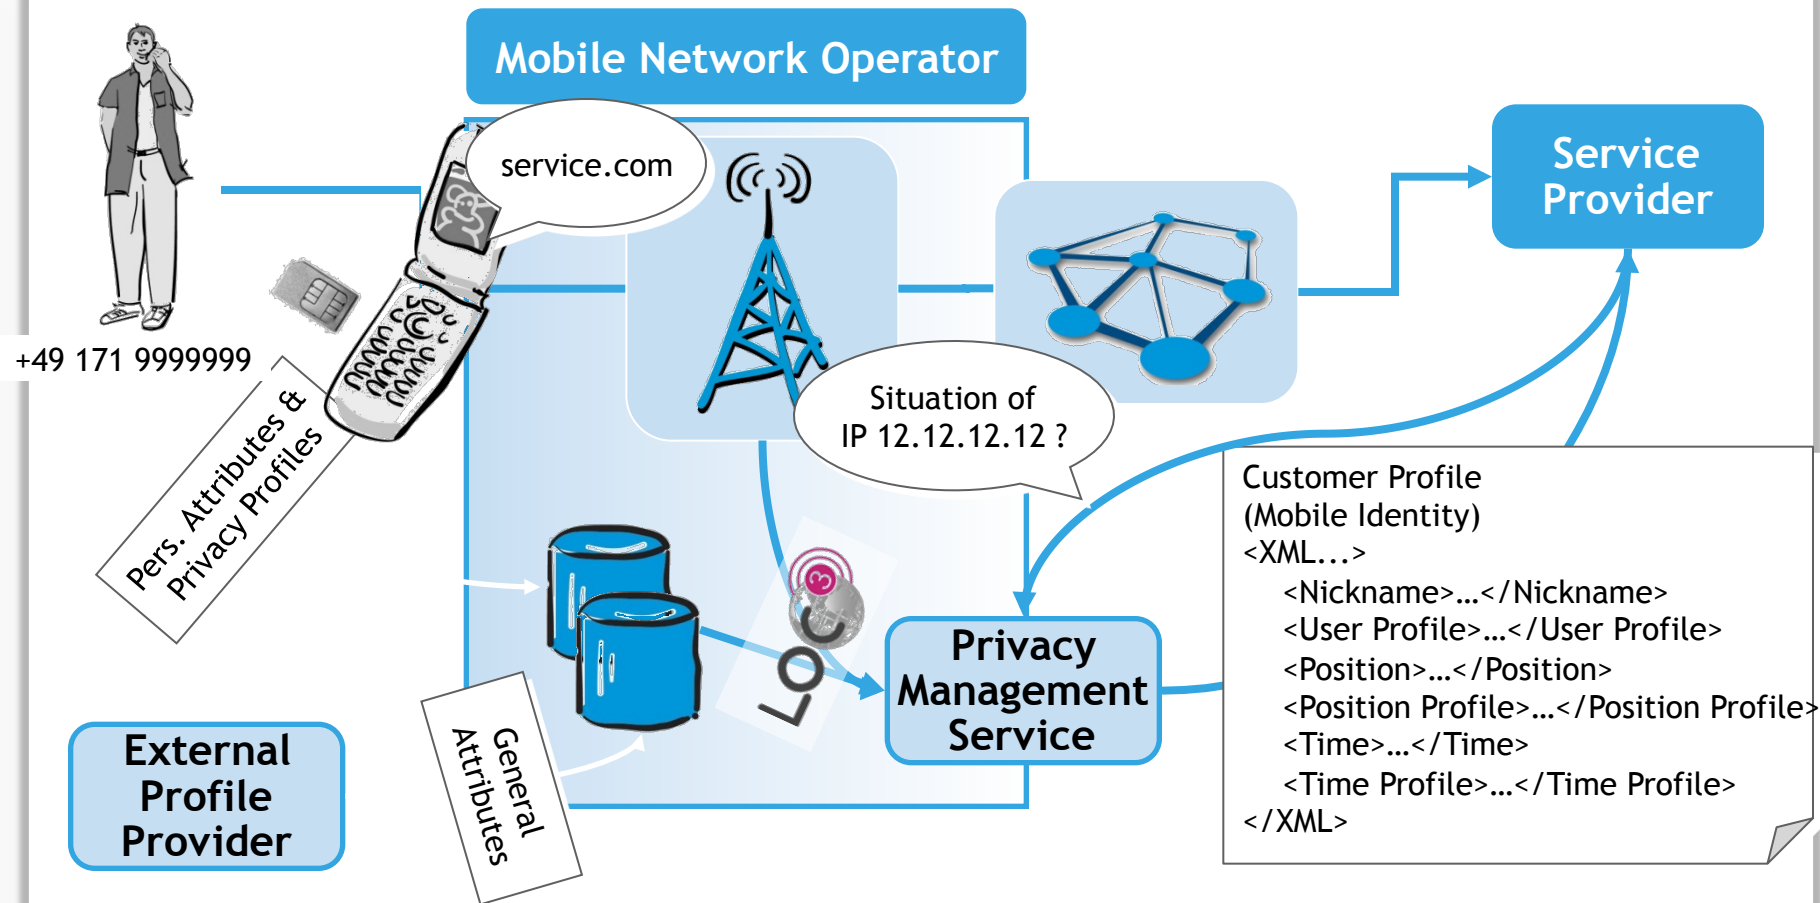 Mobile Network Operator
service.com
Service
Provider
+49 171 9999999
Situation of
IP 12.12.12.12 ?
Pers. Attributes &
Privacy Profiles
Customer Profile
(Mobile Identity)
<XML...>
<Nickname>…</Nickname>
<User Profile>…</User Profile>
<Position>…</Position>
<Position Profile>…</Position Profile>
<Time>…</Time>
<Time Profile>…</Time Profile>
</XML>
LOC
3
Privacy
Management
Service
General
Attributes
External
Profile
Provider